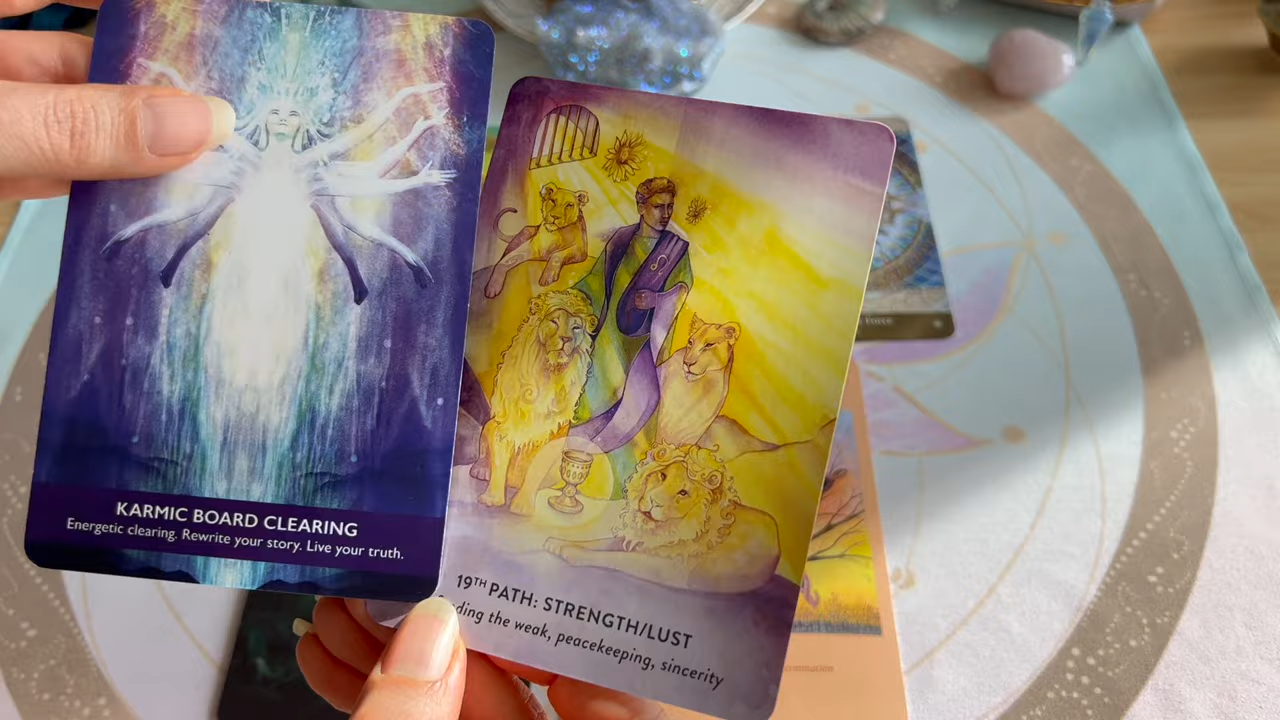 KARMIC BOARD CLEARING
Energetic clearing. Rewrite your story. Live your truth.
19TH PATH: STRENGTH/LUST
the weak, peacekeeping, sincerity